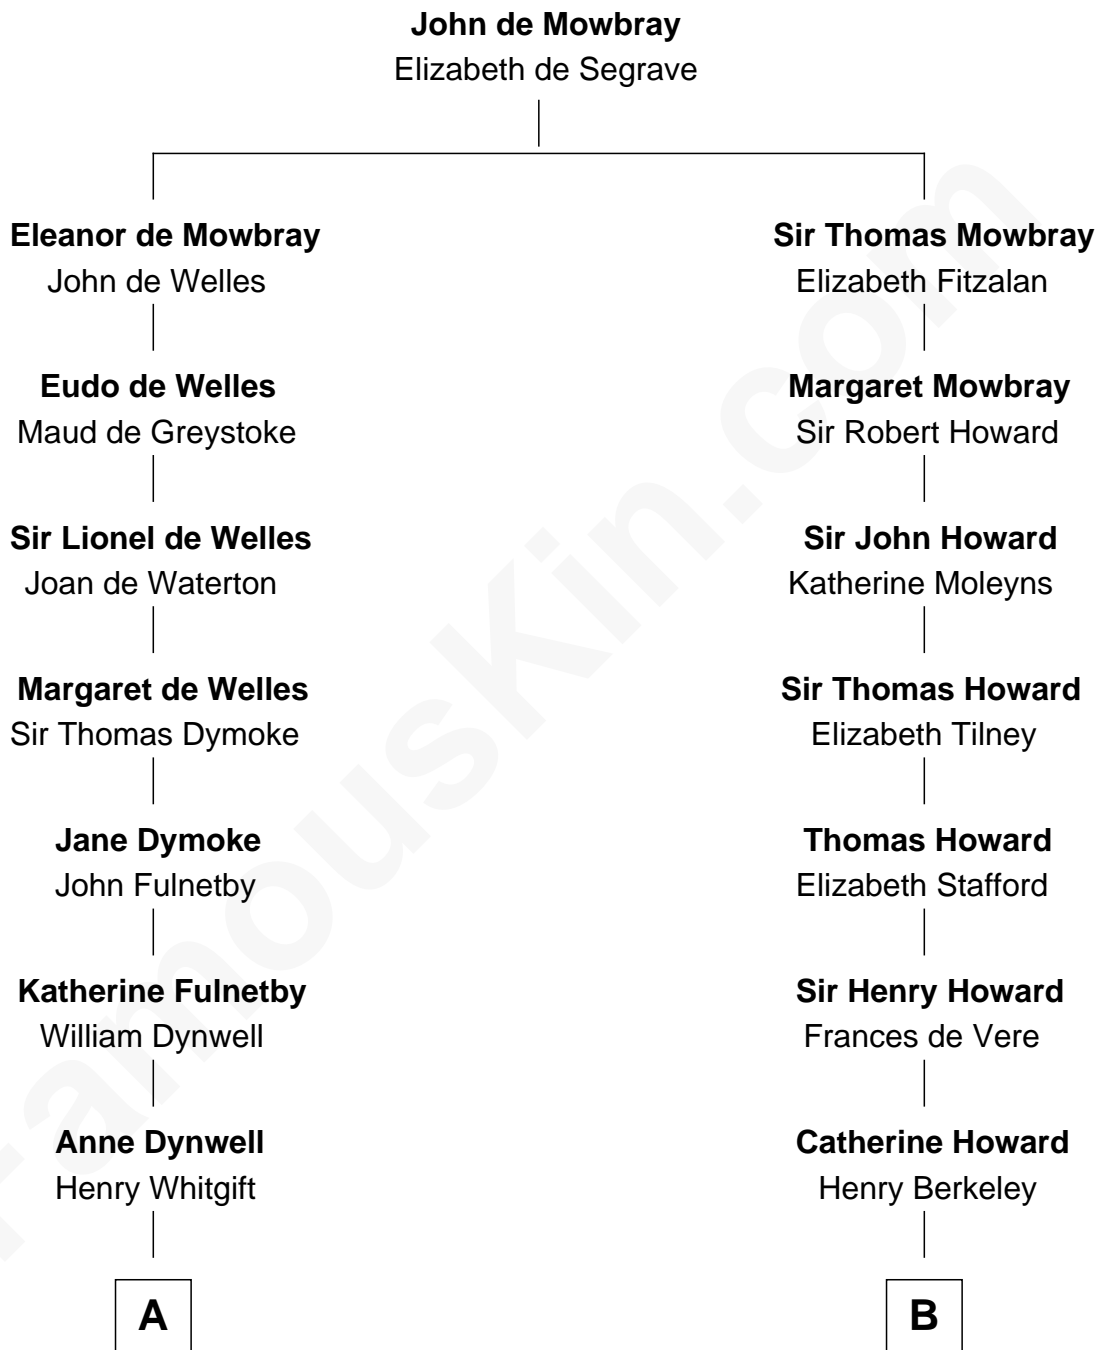 John de Mowbray
Elizabeth de Segrave
Eleanor de Mowbray
John de Welles
Sir Thomas Mowbray
Elizabeth Fitzalan
Eudo de Welles
Maud de Greystoke
Margaret Mowbray
Sir Robert Howard
Sir Lionel de Welles
Joan de Waterton
Sir John Howard
Katherine Moleyns
Margaret de Welles
Sir Thomas Dymoke
Sir Thomas Howard
Elizabeth Tilney
Jane Dymoke
John Fulnetby
Thomas Howard
Elizabeth Stafford
Katherine Fulnetby
William Dynwell
Sir Henry Howard
Frances de Vere
Anne Dynwell
Henry Whitgift
Catherine Howard
Henry Berkeley
A
B
FamousKin.com